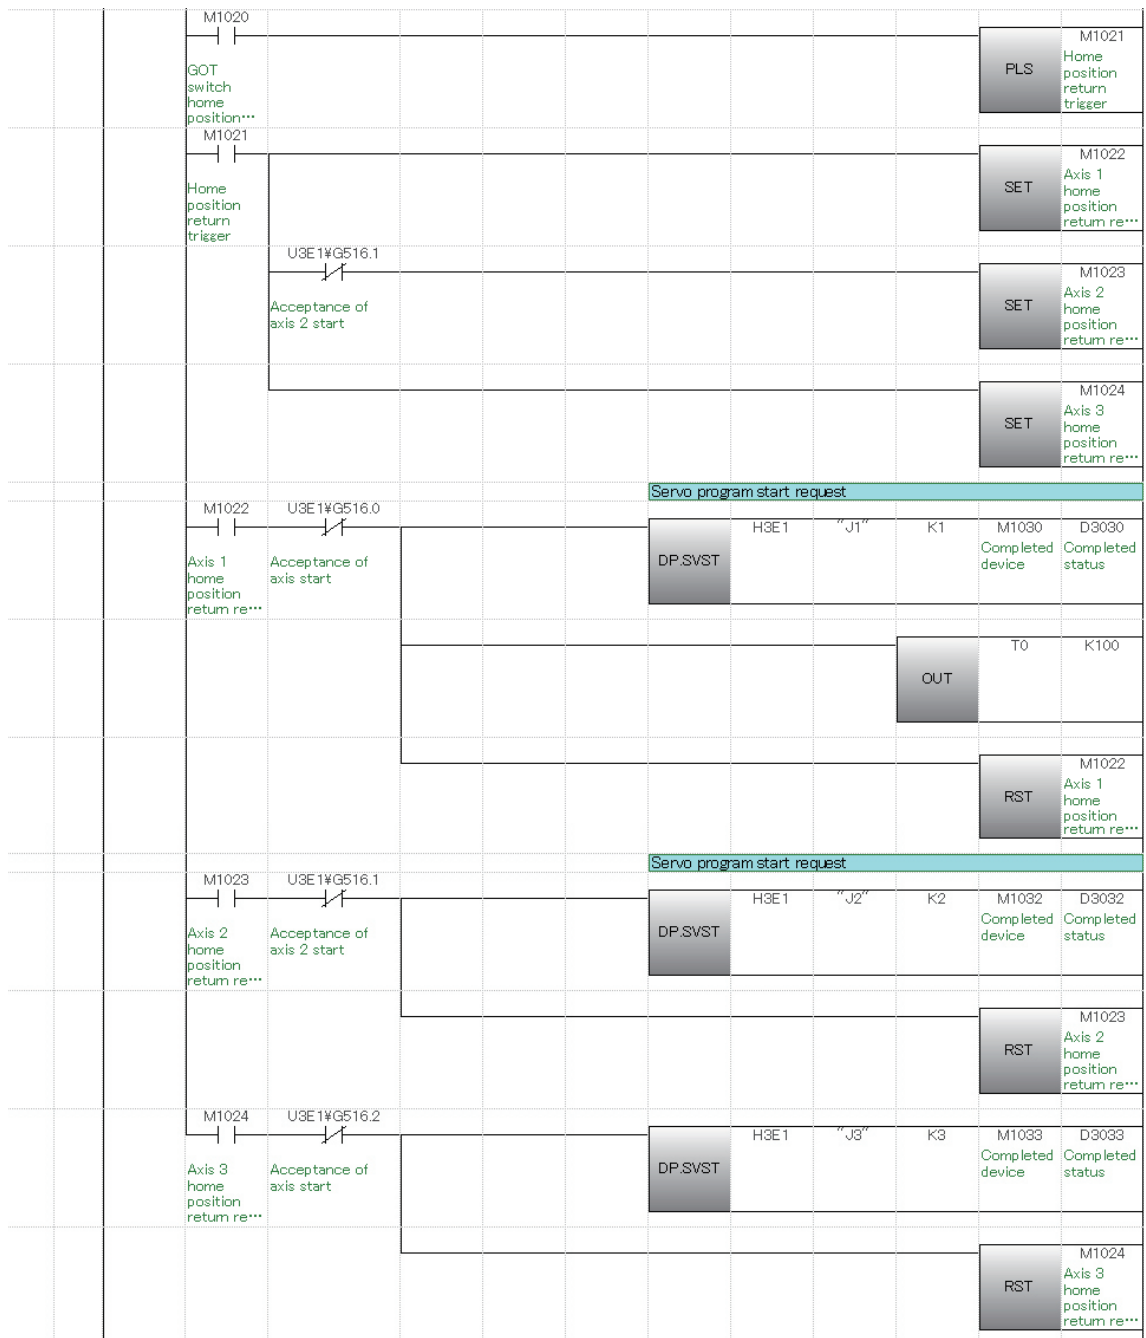 M1020
M1021
PLS
Home
position
return
trigger
GOT
switch
home
position…
M1021
M1022
SET
Axis 1
home
position
return re…
Home
position
return
trigger
U3E1¥G516.1
M1023
SET
Axis 2
home
position
return re…
Acceptance of
axis 2 start
M1024
SET
Axis 3
home
position
return re…
Servo program start request
M1022 U3E1¥G516.0
DP.SVST H3E1 "J1" K1 M1030 D3030
Completed Completed
device status
Axis 1 Acceptance of
home axis start
position
return re…
OUT T0 K100
M1022
RST
Axis 1
home
position
return re…
Servo program start request
M1023 U3E1¥G516.1
DP.SVST H3E1 "J2" K2 M1032 D3032
Completed Completed
device status
Axis 2 Acceptance of
home axis 2 start
position
return re…
M1023
RST
Axis 2
home
position
return re…
M1024 U3E1¥G516.2
DP.SVST H3E1 "J3" K3 M1033 D3033
Completed Completed
device status
Axis 3 Acceptance of
home axis start
position
return re…
M1024
RST
Axis 3
home
position
return re…